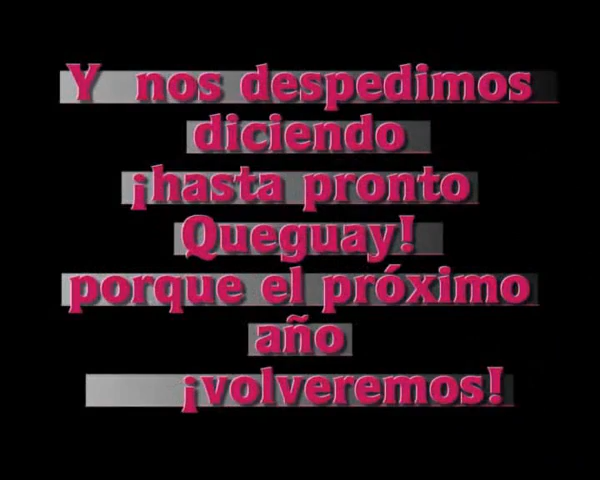 Y nos despedimos
diciendo
¡hasta pronto
Queguay!
porque el próximo
año
¡volveremos!